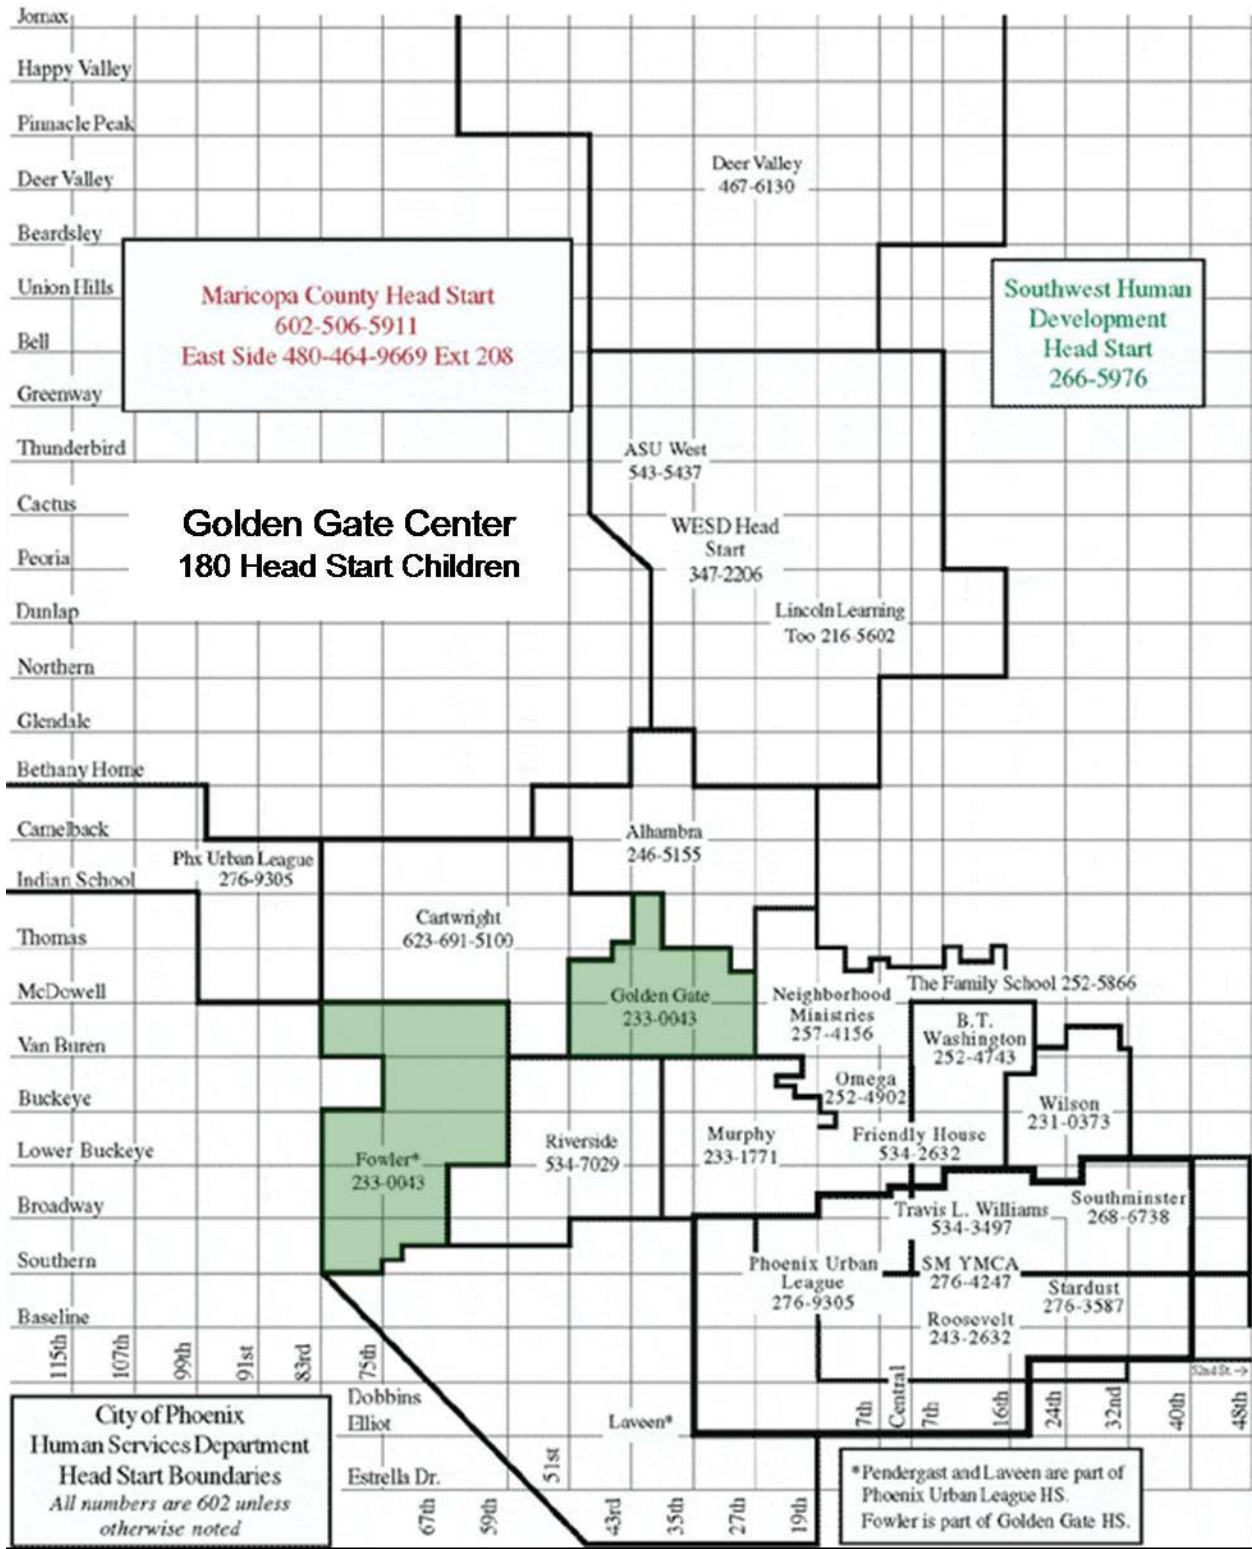 Jomax
Happy Valley
Pinnacle Peak
Deer Valley
467-6130
Deer Valley
Beardsley
Union Hills
Bell
Greenway
Thunderbird
Cactus
Peoria
Dunlap
Northern
Glendale
Bethany Home
Camelback
Indian School
Thomas
McDowell
Van Buren
Buckeye
Lower Buckeye
Broadway
Southern
Baseline
Maricopa County Head Start
602-506-5911
East Side 480-464-9669 Ext 208
Southwest Human
Development
Head Start
266-5976
Golden Gate Center
180 Head Start Children
ASU West
543-5437
WESD Head
Start
347-2206
Lincoln Learning
Too 216-5602
Alhambra
246-5155
Phx Urban League
276-9305
Cartwright
623-691-5100
Golden Gate
233-0043
Neighborhood
Ministries
257-4156
The Family School 252-5866
B.T.
Washington
252-4743
Omega
252-4902
Wilson
231-0373
Friendly House
534-2632
Murphy
233-1771
Riverside
534-7029
Fowler*
233-0043
Travis L. Williams
534-3497
Southminster
268-6738
Phoenix Urban
League
276-9305
SM YMCA
276-4247
Stardust
276-3587
Roosevelt
243-2632
115th
107th
99th
91st
83rd
75th
Dobbins
Elliot
Estrella Dr.
67th
59th
51st
43rd
35th
27th
19th
Laveen*
7th
Central
7th
16th
24th
32nd
40th
48th
52nd St. →
City of Phoenix
Human Services Department
Head Start Boundaries
All numbers are 602 unless
otherwise noted
*Pendergast and Laveen are part of
Phoenix Urban League HS.
Fowler is part of Golden Gate HS.